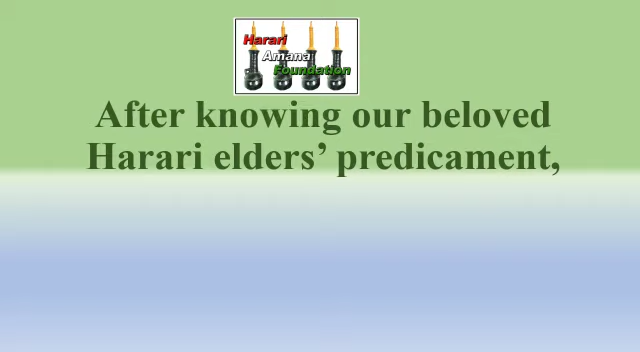 Harari
Amana
Foundation
After knowing our beloved
Harari elders’ predicament,